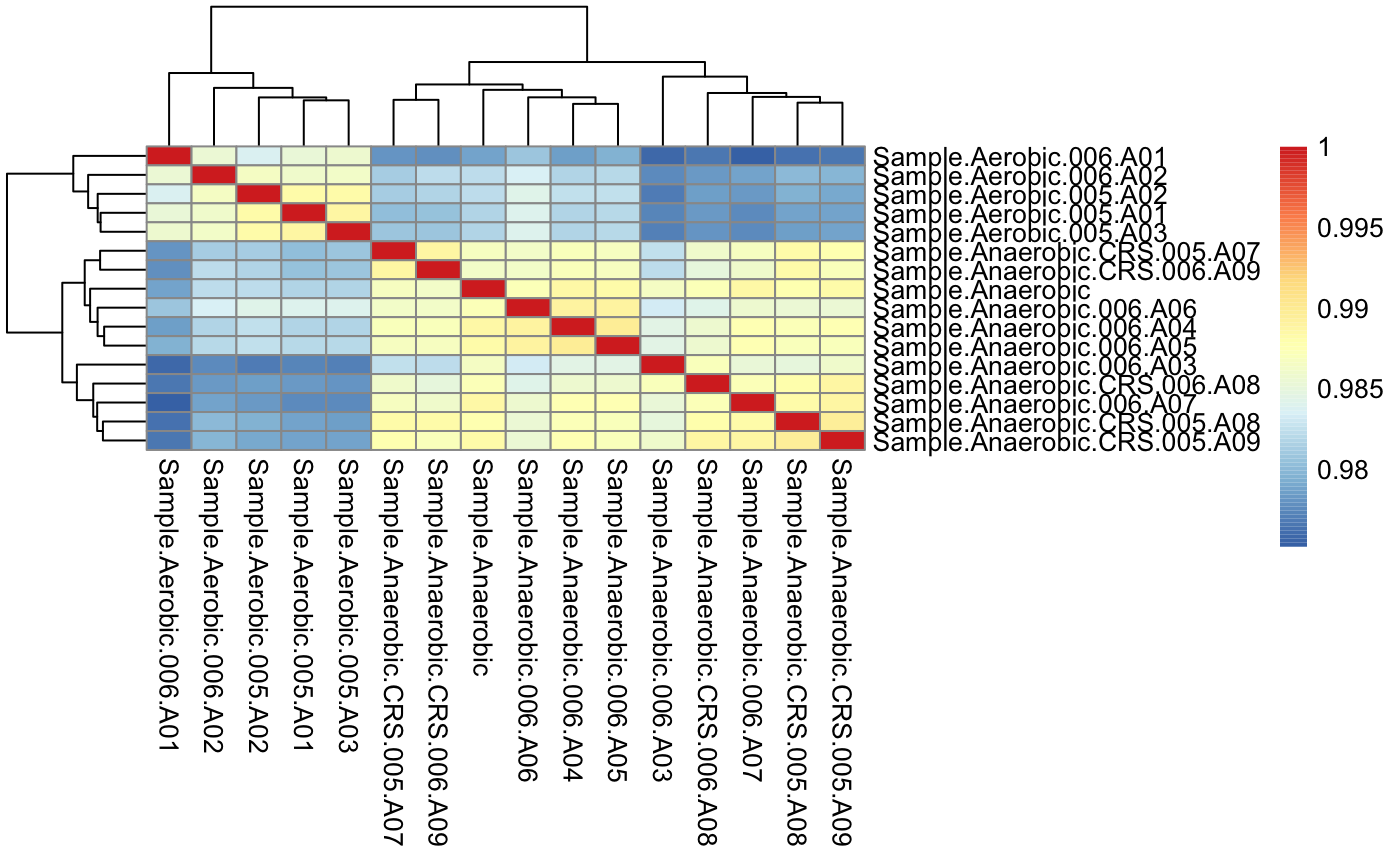 Sample.Aerobic.006.A01
Sample.Aerobic.006.A02
Sample.Aerobic.005.A02
Sample.Aerobic.005.A01
Sample.Aerobic.005.A03
Sample.Anaerobic.CRS.005.A07
Sample.Anaerobic.CRS.006.A09
Sample.Anaerobic
Sample.Anaerobic.006.A06
Sample.Anaerobic.006.A04
Sample.Anaerobic.006.A05
Sample.Anaerobic.006.A03
Sample.Anaerobic.CRS.006.A08
Sample.Anaerobic.006.A07
Sample.Anaerobic.CRS.005.A08
Sample.Anaerobic.CRS.005.A09
1
0.995
0.99
0.985
0.98
Sample.Aerobic.006.A01
Sample.Aerobic.006.A02
Sample.Aerobic.005.A02
Sample.Aerobic.005.A01
Sample.Aerobic.005.A03
Sample.Anaerobic.CRS.005.A07
Sample.Anaerobic.CRS.006.A09
Sample.Anaerobic
Sample.Anaerobic.006.A06
Sample.Anaerobic.006.A04
Sample.Anaerobic.006.A05
Sample.Anaerobic.006.A03
Sample.Anaerobic.CRS.006.A08
Sample.Anaerobic.006.A07
Sample.Anaerobic.CRS.005.A08
Sample.Anaerobic.CRS.005.A09